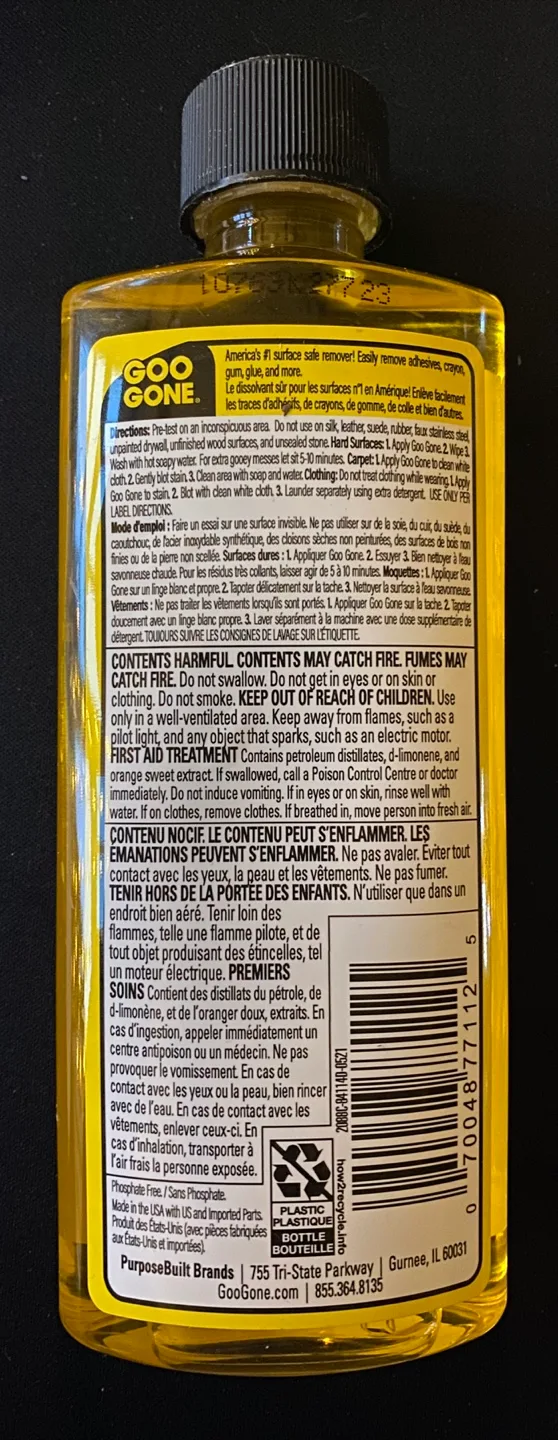 10763K27723
GOO
GONE®
America's #1 surface safe remover! Easily remove adhesives, crayon,
gum, glue, and more.
Le dissolvant sûr pour les surfaces n°1 en Amérique! Enlève facilement
les traces d'adhésifs, de crayons, de gomme, de colle et bien d'autres.
Directions: Pre-test on an inconspicuous area. Do not use on silk, leather, suede, rubber, faux stainless steel,
unpainted drywall, unfinished wood surfaces, and unsealed stone. Hard Surfaces: 1. Apply Goo Gone. 2. Wipe 3.
Wash with hot soapy water. For extra gooey messes let sit 5-10 minutes. Carpet: 1. Apply Goo Gone to clean white
cloth. 2. Gently blot stain. 3. Clean area with soap and water. Clothing: Do not treat clothing while wearing. 1. Apply
Goo Gone to stain. 2. Blot with clean white cloth. 3. Launder separately using extra detergent. USE ONLY PER
LABEL DIRECTIONS.
Mode d'emploi : Faire un essai sur une surface invisible. Ne pas utiliser sur de la soie, du cuir, du suède, du
caoutchouc, de l'acier inoxydable synthétique, des cloisons sèches non peinturées, des surfaces de bois non
finies ou de la pierre non scellée. Surfaces dures : 1. Appliquer Goo Gone. 2. Essuyer 3. Bien nettoyer à l'eau
savonneuse chaude. Pour les résidus très collants, laisser agir de 5 à 10 minutes. Moquettes : 1. Appliquer Goo
Gone sur un linge blanc et propre. 2. Tapoter délicatement sur la tache. 3. Nettoyer la surface à l'eau savonneuse.
Vêtements : Ne pas traiter les vêtements lorsqu'ils sont portés. 1. Appliquer Goo Gone sur la tache. 2. Tapoter
doucement avec un linge blanc propre. 3. Laver séparément à la machine avec une dose supplémentaire de
détergent. TOUJOURS SUIVRE LES CONSIGNES DE LAVAGE SUR L'ÉTIQUETTE.
CONTENTS HARMFUL. CONTENTS MAY CATCH FIRE. FUMES MAY
CATCH FIRE. Do not swallow. Do not get in eyes or on skin or
clothing. Do not smoke. KEEP OUT OF REACH OF CHILDREN. Use
only in a well-ventilated area. Keep away from flames, such as a
pilot light, and any object that sparks, such as an electric motor.
FIRST AID TREATMENT Contains petroleum distillates, d-limonene, and
orange sweet extract. If swallowed, call a Poison Control Centre or doctor
immediately. Do not induce vomiting. If in eyes or on skin, rinse well with
water. If on clothes, remove clothes. If breathed in, move person into fresh air.
CONTENU NOCIF. LE CONTENU PEUT S'ENFLAMMER. LES
ÉMANATIONS PEUVENT S'ENFLAMMER. Ne pas avaler. Éviter tout
contact avec les yeux, la peau et les vêtements. Ne pas fumer.
TENIR HORS DE LA PORTÉE DES ENFANTS. N'utiliser que dans un
endroit bien aéré. Tenir loin des
flammes, telle une flamme pilote, et de
tout objet produisant des étincelles, tel
un moteur électrique. PREMIERS
SOINS Contient des distillats du pétrole, de
d-limonène, et de l'oranger doux, extraits. En
cas d'ingestion, appeler immédiatement un
centre antipoison ou un médecin. Ne pas
provoquer le vomissement. En cas de
contact avec les yeux ou la peau, bien rincer
avec de l'eau. En cas de contact avec les
vêtements, enlever ceux-ci. En
cas d'inhalation, transporter à
l'air frais la personne exposée.
2088C-841140-0521
0 70048 77112 5
how2recycle.info
PLASTIC
PLASTIQUE
BOTTLE
BOUTEILLE
Phosphate Free. / Sans Phosphate.
Made in the USA with US and Imported Parts.
Produit des États-Unis (avec pièces fabriquées
aux États-Unis et importées).
PurposeBuilt Brands | 755 Tri-State Parkway | Gurnee, IL 60031
GooGone.com | 855.364.8135